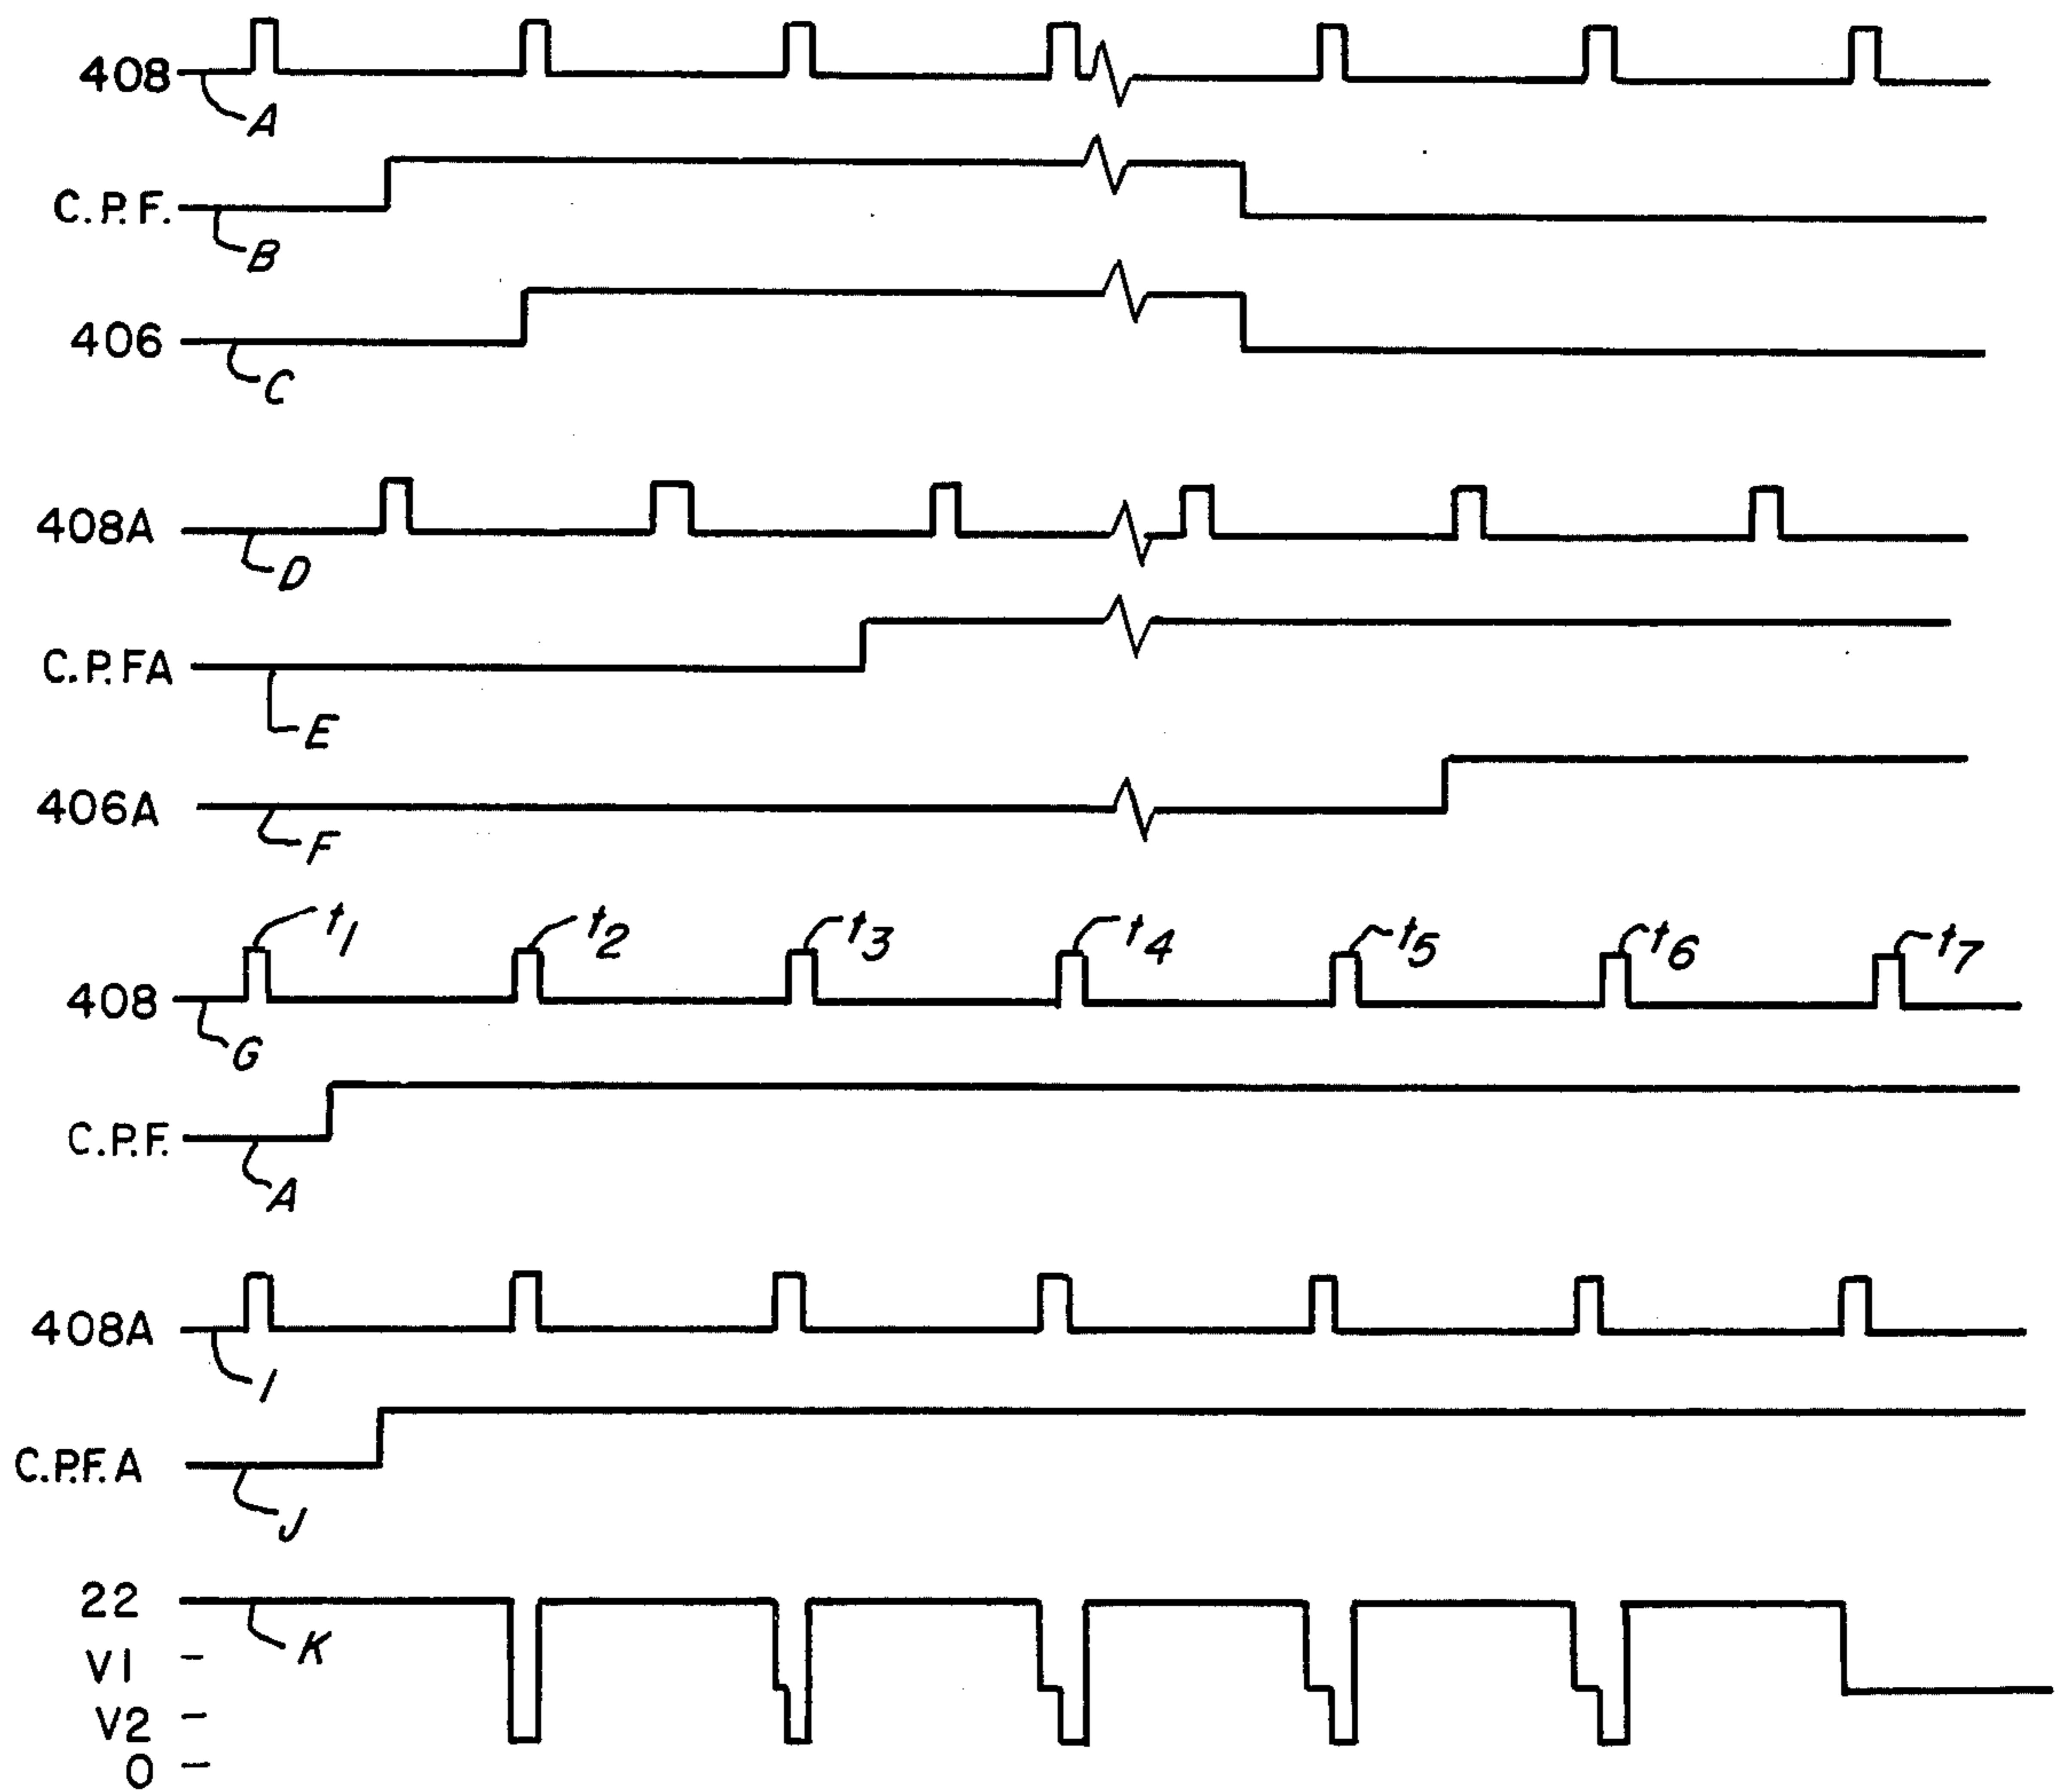 408
A
C.P.F.
B
406
C
408A
D
C.P.FA
E
406A
F
t1 t2 t3 t4 t5 t6 t7
408
G
C.P.F.
A
408A
I
C.P.F.A
J
22
K
V1
V2
0